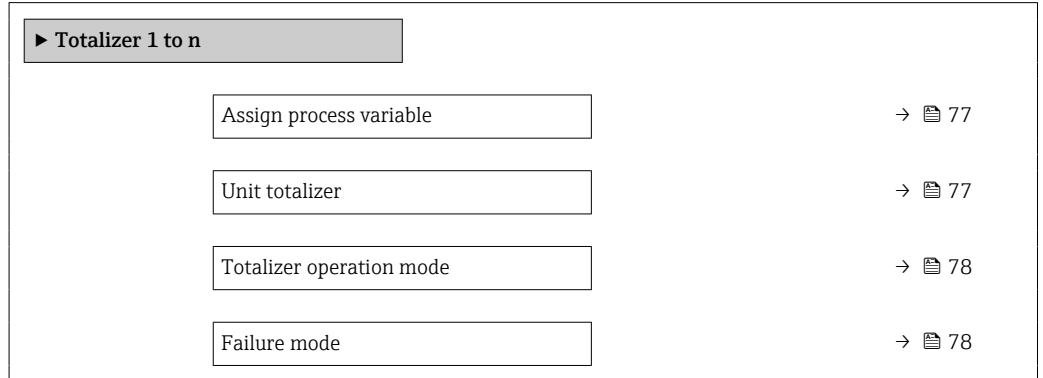 ▶ Totalizer 1 to n
Assign process variable → 77
Unit totalizer → 77
Totalizer operation mode → 78
Failure mode → 78